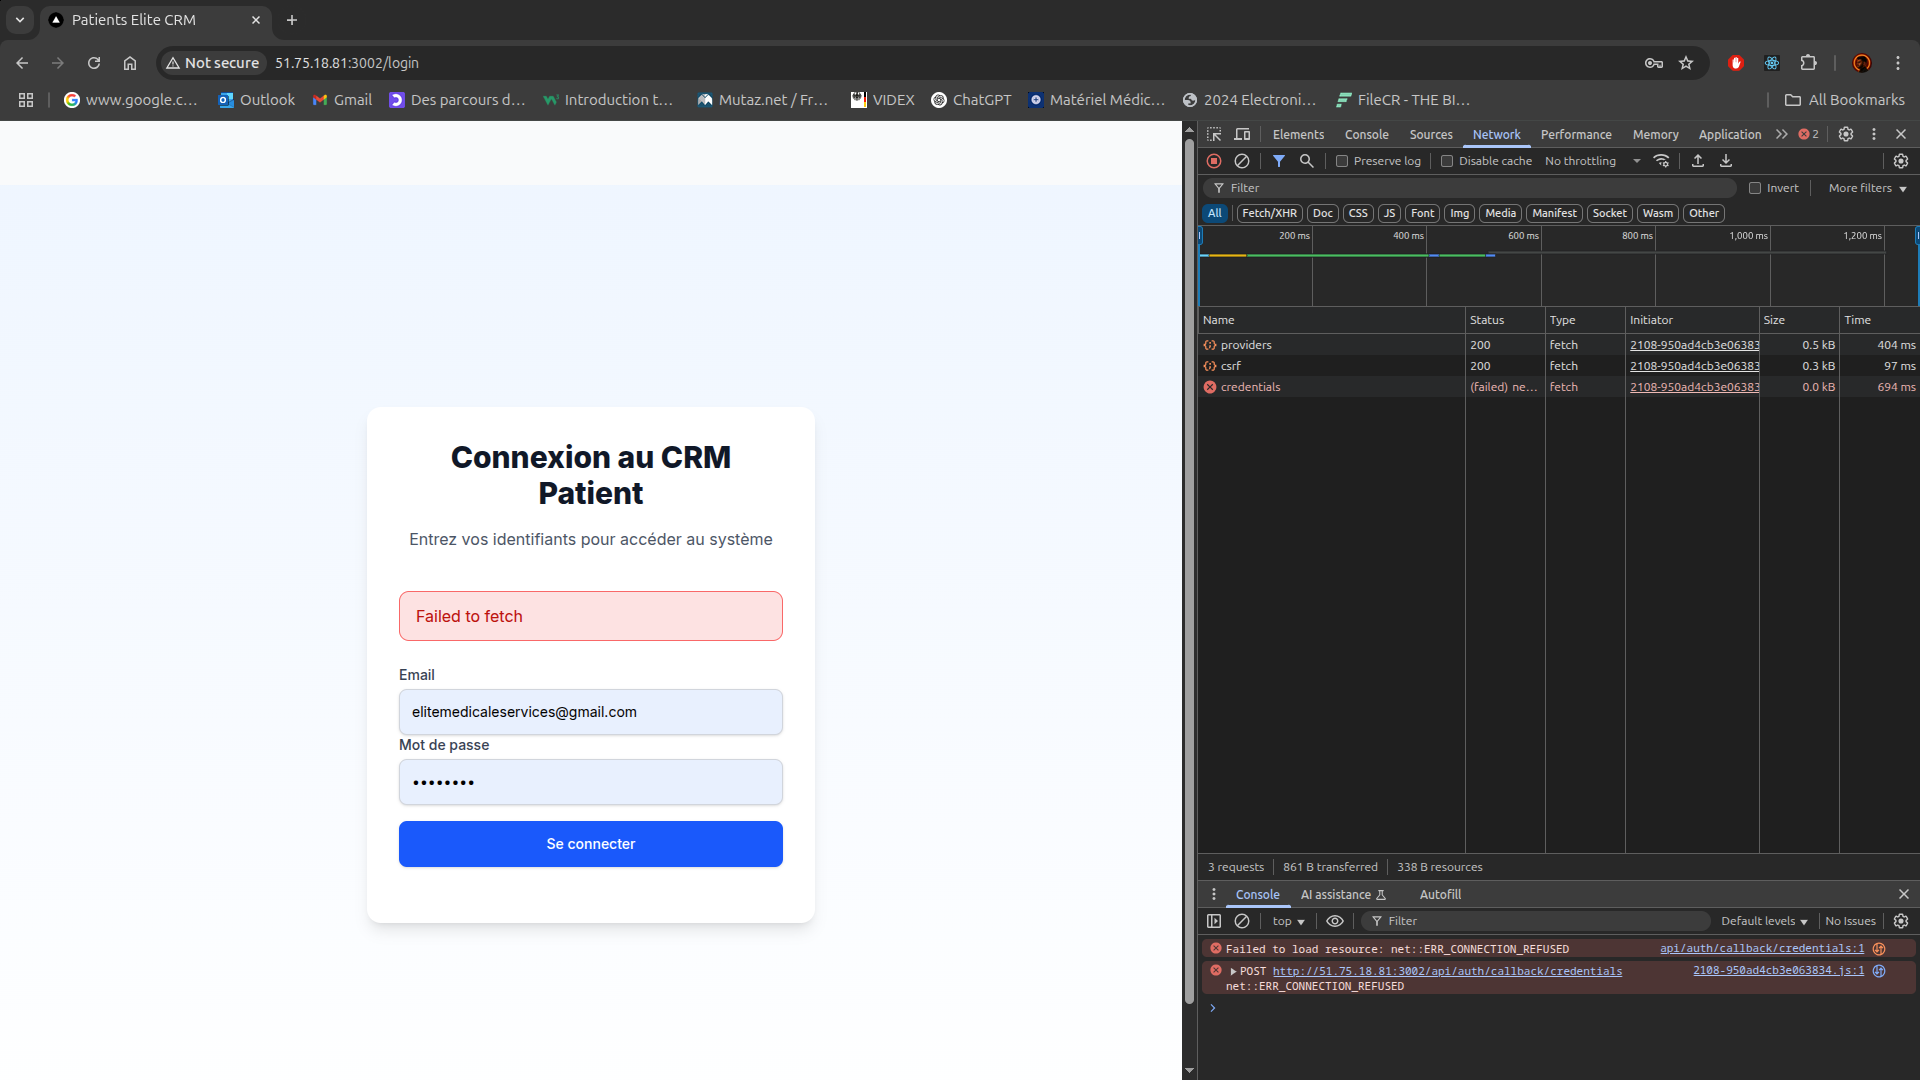 Patients Elite CRM
Not secure
51.75.18.81:3002/login
www.google.c...
Outlook
Gmail
Des parcours d...
Introduction t...
Mutaz.net / Fr...
VIDEX
ChatGPT
Matériel Médic...
2024 Electroni...
FileCR - THE BI...
All Bookmarks
Connexion au CRM
Patient
Entrez vos identifiants pour accéder au système
Failed to fetch
Email
elitemedicaleservices@gmail.com
Mot de passe
••••••••
Se connecter
Elements Console Sources Network Performance Memory Application 2
Preserve log Disable cache No throttling
Filter Invert More filters
All Fetch/XHR Doc CSS JS Font Img Media Manifest Socket Wasm Other
200 ms 400 ms 600 ms 800 ms 1,000 ms 1,200 ms
Name Status Type Initiator Size Time
providers 200 fetch 2108-950ad4cb3e06383 0.5 kB 404 ms
csrf 200 fetch 2108-950ad4cb3e06383 0.3 kB 97 ms
credentials (failed) ne... fetch 2108-950ad4cb3e06383 0.0 kB 694 ms
3 requests 861 B transferred 338 B resources
Console AI assistance Autofill
top Filter Default levels No Issues
Failed to load resource: net::ERR_CONNECTION_REFUSED api/auth/callback/credentials:1
POST http://51.75.18.81:3002/api/auth/callback/credentials 2108-950ad4cb3e063834.js:1
net::ERR_CONNECTION_REFUSED